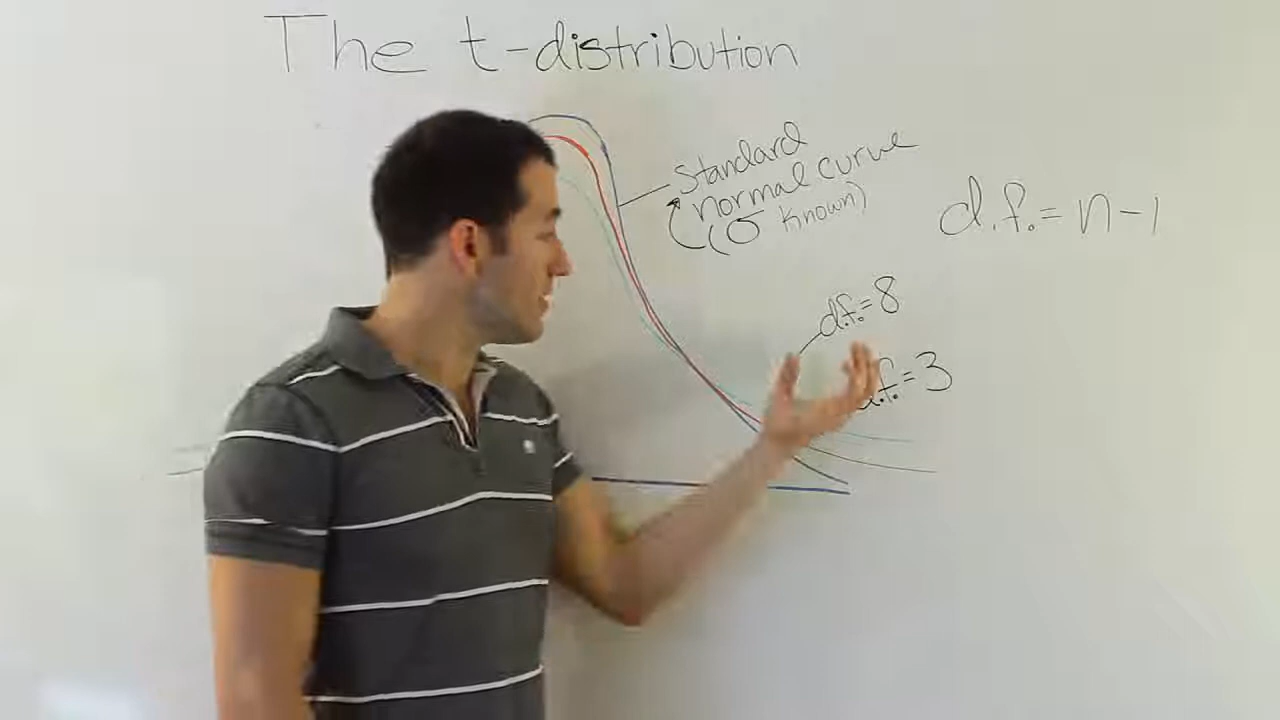 The t-distribution
standard
normal curve
(σ known)
d.f. = n-1
d.f. = 8
d.f. = 3